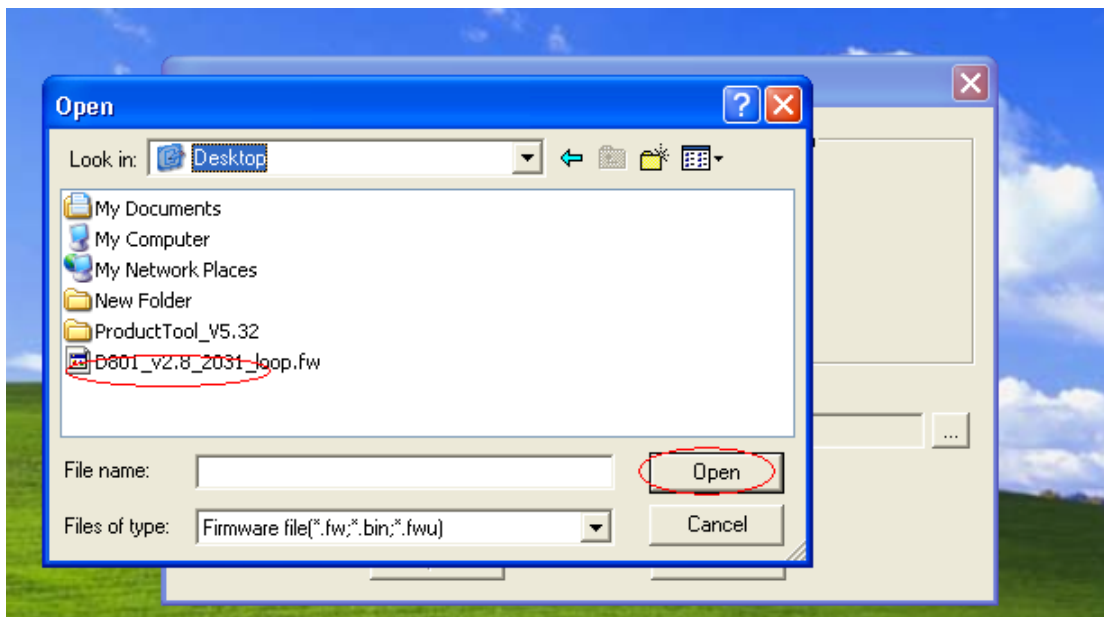 Open
Look in: Desktop
My Documents
My Computer
My Network Places
New Folder
ProductTool_V5.32
D801_v2.8_2031_loop.fw
...
File name:
Open
Files of type: Firmware file(*.fw;*.bin;*.fwu)
Cancel